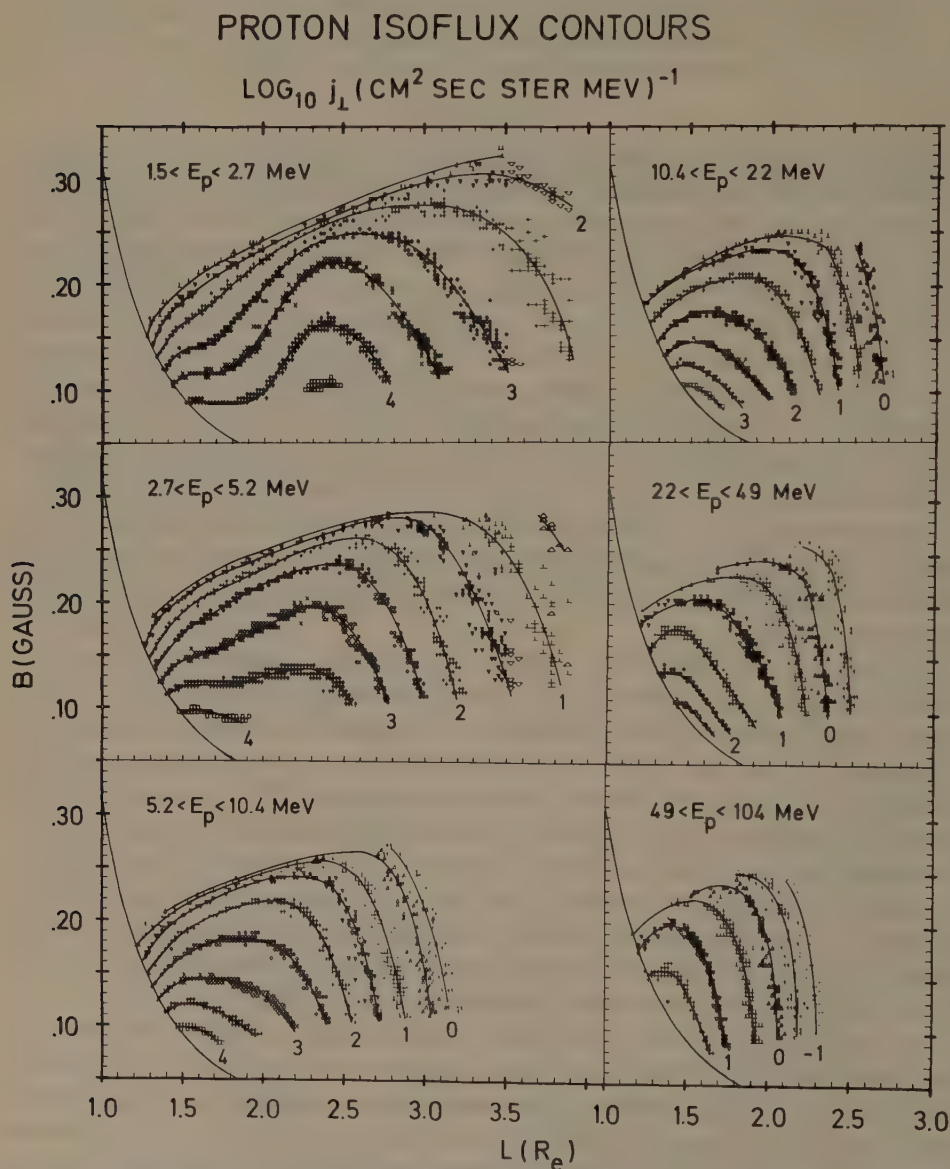 PROTON ISOFLUX CONTOURS
LOG₁₀ j⊥ (CM² SEC STER MEV)⁻¹
1.5 < Ep < 2.7 MeV
.30
.20
.10
2
3
4
10.4 < Ep < 22 MeV
3
2
1
0
2.7 < Ep < 5.2 MeV
.30
.20
.10
4
3
2
1
22 < Ep < 49 MeV
2
1
0
B (GAUSS)
5.2 < Ep < 10.4 MeV
.30
.20
.10
4
3
2
1
0
49 < Ep < 104 MeV
1
0
-1
1.0 1.5 2.0 2.5 3.0 3.5 1.0 1.5 2.0 2.5 3.0
L (Re)